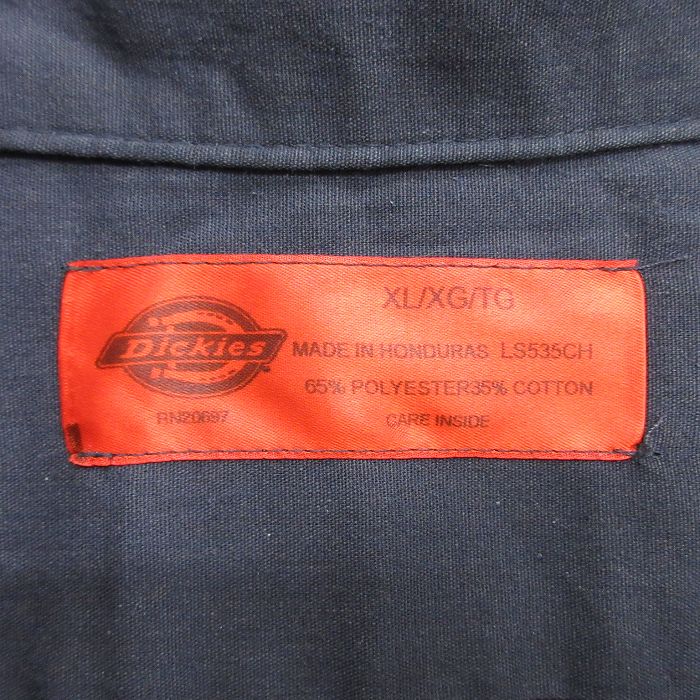 XL/XG/TG
Dickies
MADE IN HONDURAS LS535CH
65% POLYESTER35% COTTON
RN20697
CARE INSIDE